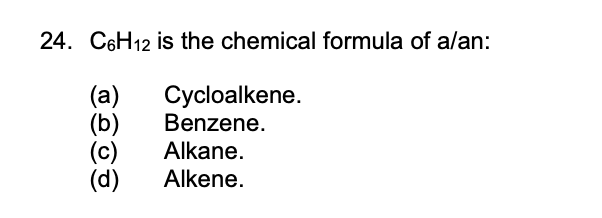 24. C₆H₁₂ is the chemical formula of a/an:
(a) Cycloalkene.
(b) Benzene.
(c) Alkane.
(d) Alkene.